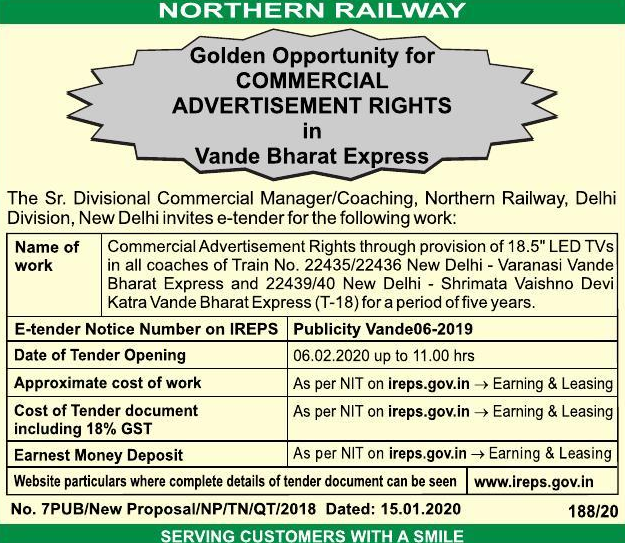 NORTHERN RAILWAY
Golden Opportunity for
COMMERCIAL
ADVERTISEMENT RIGHTS
in
Vande Bharat Express
The Sr. Divisional Commercial Manager/Coaching, Northern Railway, Delhi
Division, New Delhi invites e-tender for the following work:
Name of work
Commercial Advertisement Rights through provision of 18.5" LED TVs
in all coaches of Train No. 22435/22436 New Delhi - Varanasi Vande
Bharat Express and 22439/40 New Delhi - Shrimata Vaishno Devi
Katra Vande Bharat Express (T-18) for a period of five years.
E-tender Notice Number on IREPS Publicity Vande06-2019
Date of Tender Opening 06.02.2020 up to 11.00 hrs
Approximate cost of work As per NIT on ireps.gov.in → Earning & Leasing
Cost of Tender document As per NIT on ireps.gov.in → Earning & Leasing
including 18% GST
Earnest Money Deposit As per NIT on ireps.gov.in → Earning & Leasing
Website particulars where complete details of tender document can be seen www.ireps.gov.in
No. 7PUB/New Proposal/NP/TN/QT/2018 Dated: 15.01.2020 188/20
SERVING CUSTOMERS WITH A SMILE